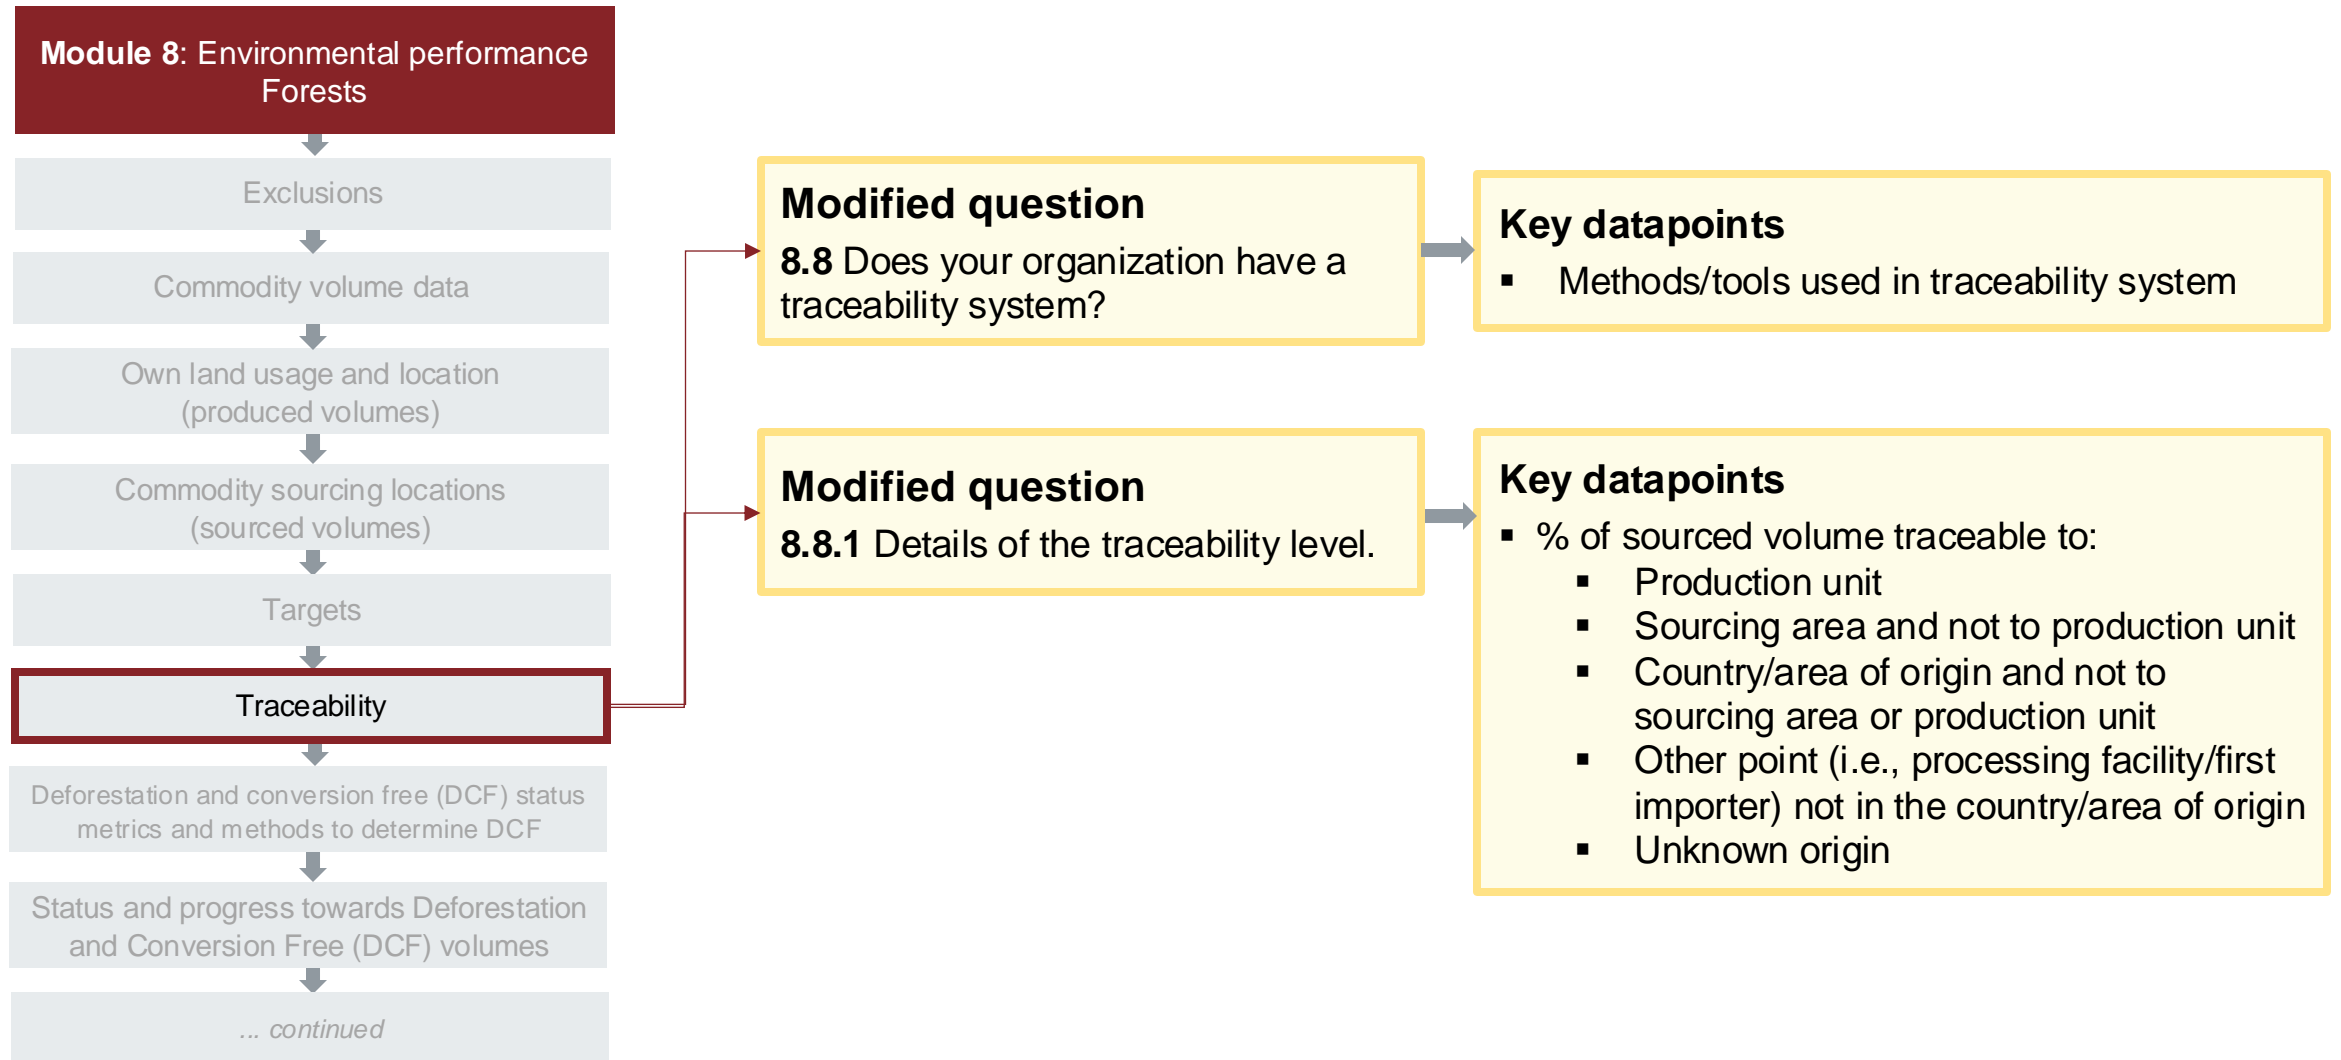 Module 8: Environmental performance
Forests
Exclusions
Commodity volume data
Own land usage and location
(produced volumes)
Commodity sourcing locations
(sourced volumes)
Targets
Traceability
Deforestation and conversion free (DCF) status
metrics and methods to determine DCF
Status and progress towards Deforestation
and Conversion Free (DCF) volumes
... continued
Modified question
8.8 Does your organization have a
traceability system?
Key datapoints
▪ Methods/tools used in traceability system
Modified question
8.8.1 Details of the traceability level.
Key datapoints
▪ % of sourced volume traceable to:
▪ Production unit
▪ Sourcing area and not to production unit
▪ Country/area of origin and not to
sourcing area or production unit
▪ Other point (i.e., processing facility/first
importer) not in the country/area of origin
▪ Unknown origin